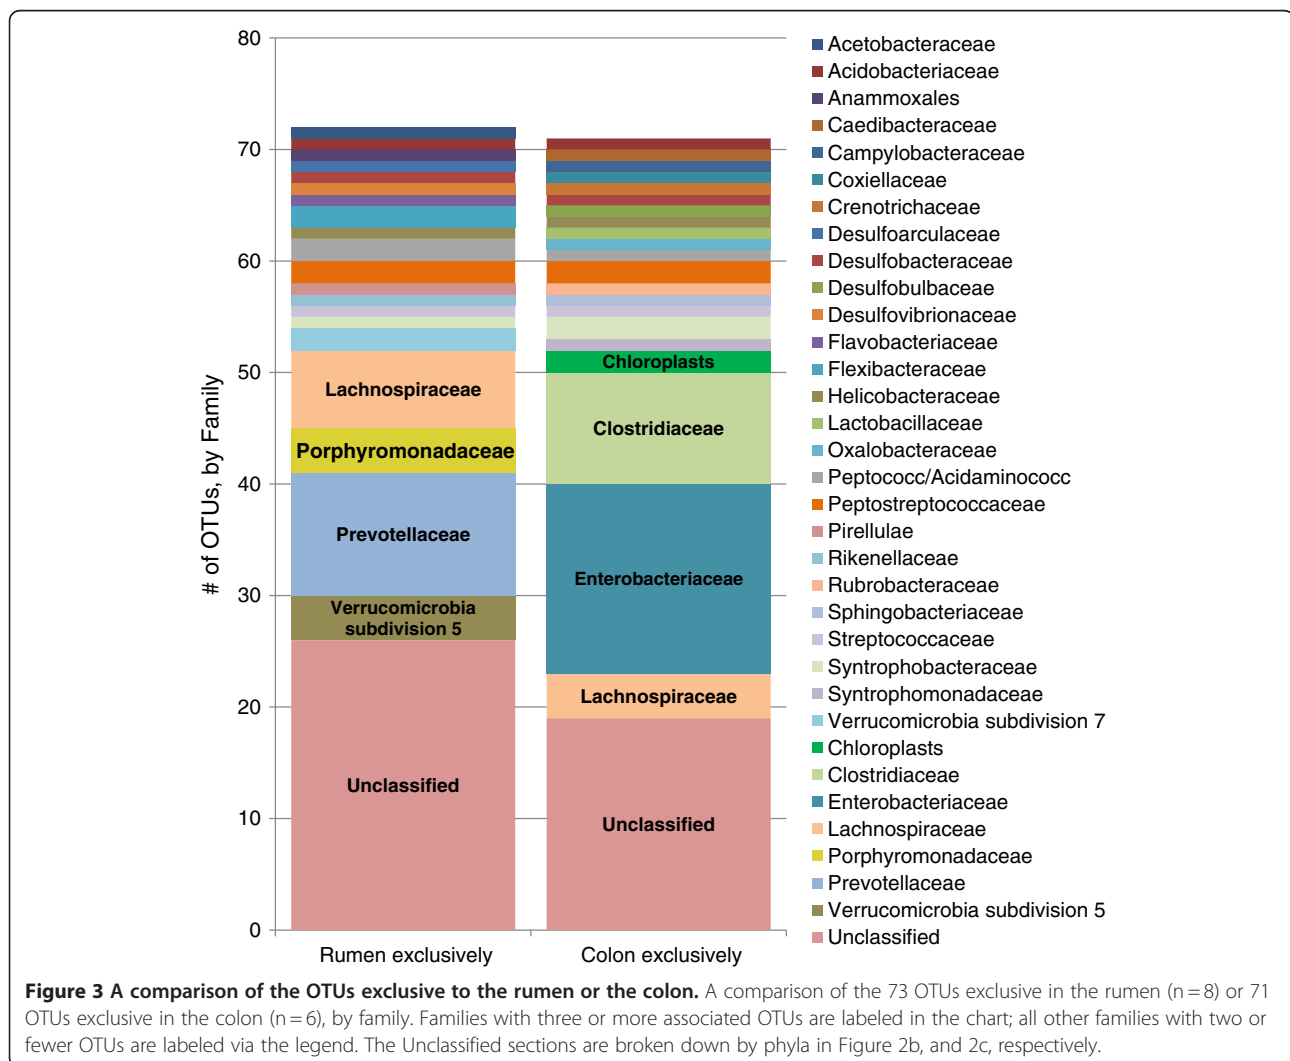 # of OTUs, by Family
80
70
60
50
40
30
20
10
0
Lachnospiraceae
Porphyromonadaceae
Prevotellaceae
Verrucomicrobia
subdivision 5
Unclassified
Chloroplasts
Clostridiaceae
Enterobacteriaceae
Lachnospiraceae
Unclassified
Rumen exclusively
Colon exclusively
Acetobacteraceae
Acidobacteriaceae
Anammoxales
Caedibacteraceae
Campylobacteraceae
Coxiellaceae
Crenotrichaceae
Desulfoarculaceae
Desulfobacteraceae
Desulfobulbaceae
Desulfovibrionaceae
Flavobacteriaceae
Flexibacteraceae
Helicobacteraceae
Lactobacillaceae
Oxalobacteraceae
Peptococc/Acidaminococc
Peptostreptococcaceae
Pirellulae
Rikenellaceae
Rubrobacteraceae
Sphingobacteriaceae
Streptococcaceae
Syntrophobacteraceae
Syntrophomonadaceae
Verrucomicrobia subdivision 7
Chloroplasts
Clostridiaceae
Enterobacteriaceae
Lachnospiraceae
Porphyromonadaceae
Prevotellaceae
Verrucomicrobia subdivision 5
Unclassified
Figure 3 A comparison of the OTUs exclusive to the rumen or the colon. A comparison of the 73 OTUs exclusive in the rumen (n = 8) or 71
OTUs exclusive in the colon (n = 6), by family. Families with three or more associated OTUs are labeled in the chart; all other families with two or
fewer OTUs are labeled via the legend. The Unclassified sections are broken down by phyla in Figure 2b, and 2c, respectively.